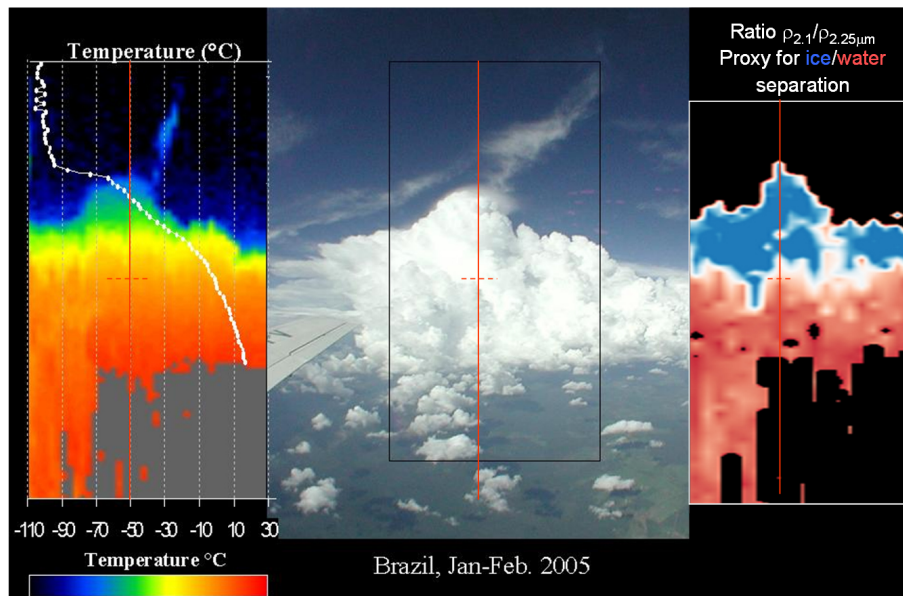 Temperature (°C)
-110 -90 -70 -50 -30 -10 10 30
Temperature °C
Brazil, Jan-Feb. 2005
Ratio ρ2.1/ρ2.25μm
Proxy for ice/water
separation